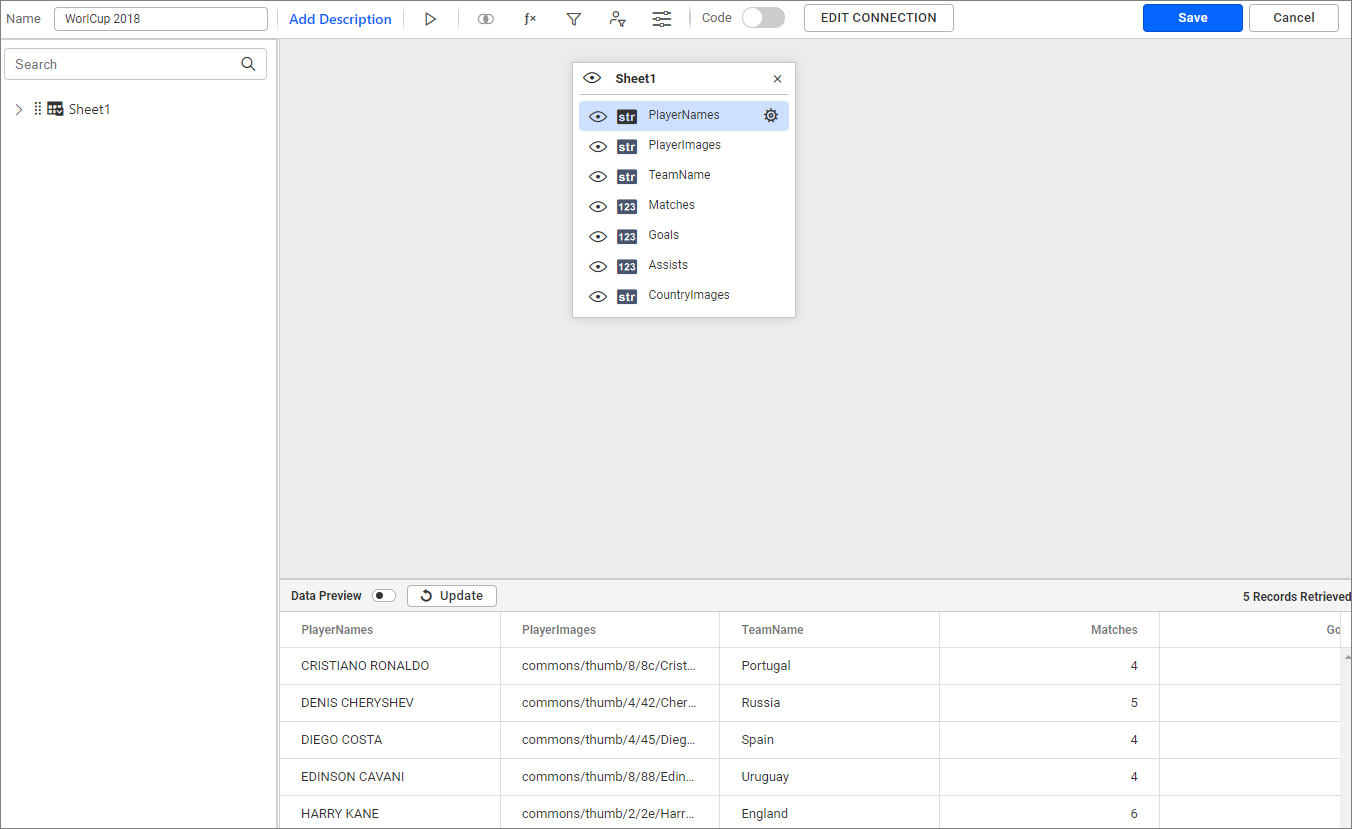 Name WorlCup 2018 Add Description f× Code EDIT CONNECTION Save Cancel
Search
Sheet1
Sheet1
str PlayerNames
str PlayerImages
str TeamName
123 Matches
123 Goals
123 Assists
str CountryImages
Data Preview Update 5 Records Retrieved
PlayerNames PlayerImages TeamName Matches Go
CRISTIANO RONALDO commons/thumb/8/8c/Crist... Portugal 4
DENIS CHERYSHEV commons/thumb/4/42/Cher... Russia 5
DIEGO COSTA commons/thumb/4/45/Dieg... Spain 4
EDINSON CAVANI commons/thumb/8/88/Edin... Uruguay 4
HARRY KANE commons/thumb/2/2e/Harr... England 6